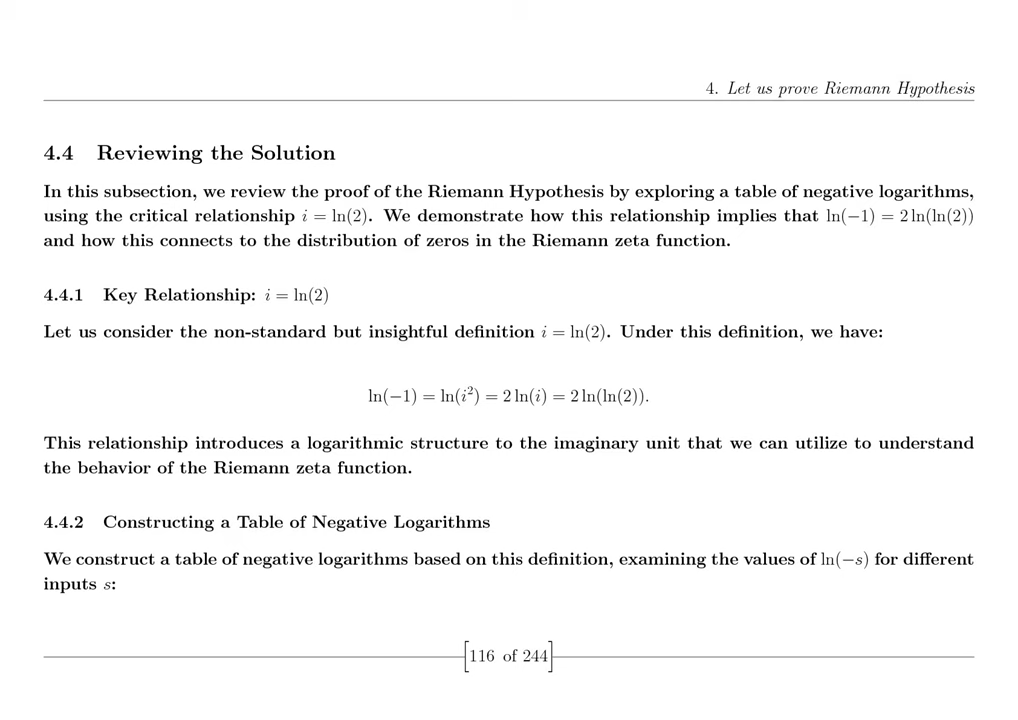 4. Let us prove Riemann Hypothesis
4.4 Reviewing the Solution
In this subsection, we review the proof of the Riemann Hypothesis by exploring a table of negative logarithms,
using the critical relationship i = ln(2). We demonstrate how this relationship implies that ln(−1) = 2 ln(ln(2))
and how this connects to the distribution of zeros in the Riemann zeta function.
4.4.1 Key Relationship: i = ln(2)
Let us consider the non-standard but insightful definition i = ln(2). Under this definition, we have:
ln(−1) = ln(i²) = 2 ln(i) = 2 ln(ln(2)).
This relationship introduces a logarithmic structure to the imaginary unit that we can utilize to understand
the behavior of the Riemann zeta function.
4.4.2 Constructing a Table of Negative Logarithms
We construct a table of negative logarithms based on this definition, examining the values of ln(−s) for different
inputs s:
[116 of 244]